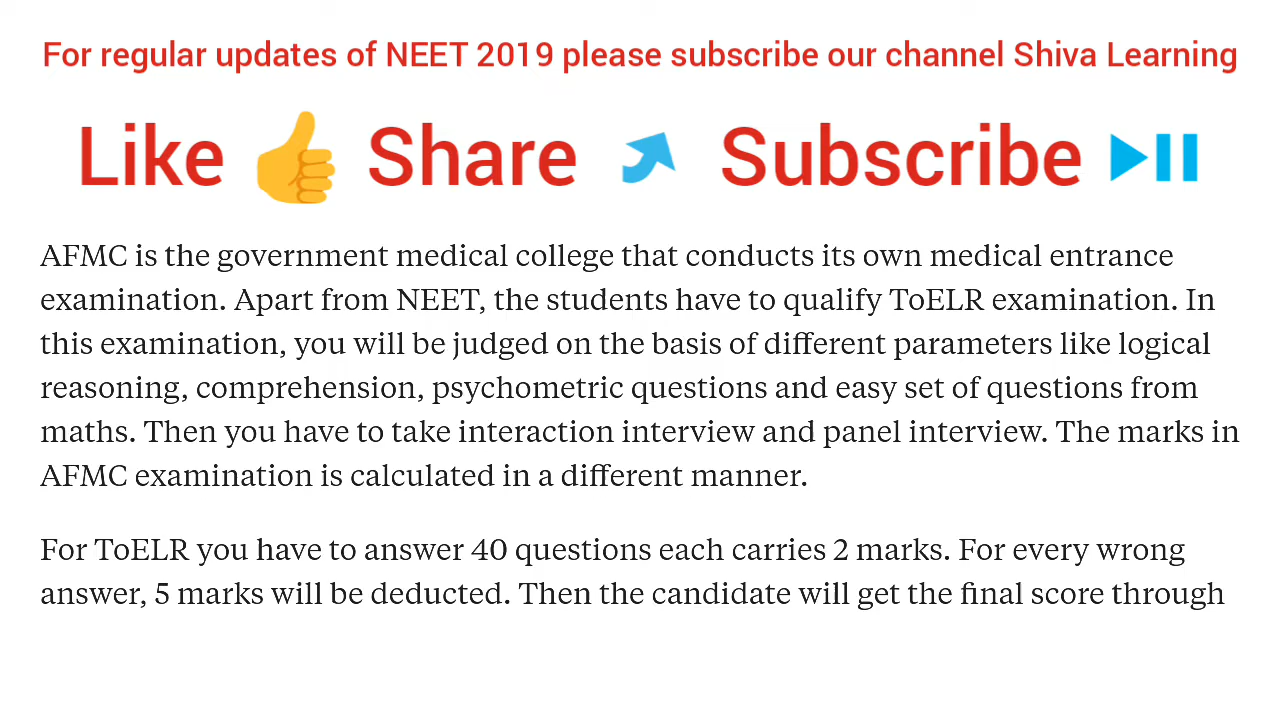 For regular updates of NEET 2019 please subscribe our channel Shiva Learning
Like 👍 Share Subscribe
AFMC is the government medical college that conducts its own medical entrance
examination. Apart from NEET, the students have to qualify ToELR examination. In
this examination, you will be judged on the basis of different parameters like logical
reasoning, comprehension, psychometric questions and easy set of questions from
maths. Then you have to take interaction interview and panel interview. The marks in
AFMC examination is calculated in a different manner.
For ToELR you have to answer 40 questions each carries 2 marks. For every wrong
answer, 5 marks will be deducted. Then the candidate will get the final score through